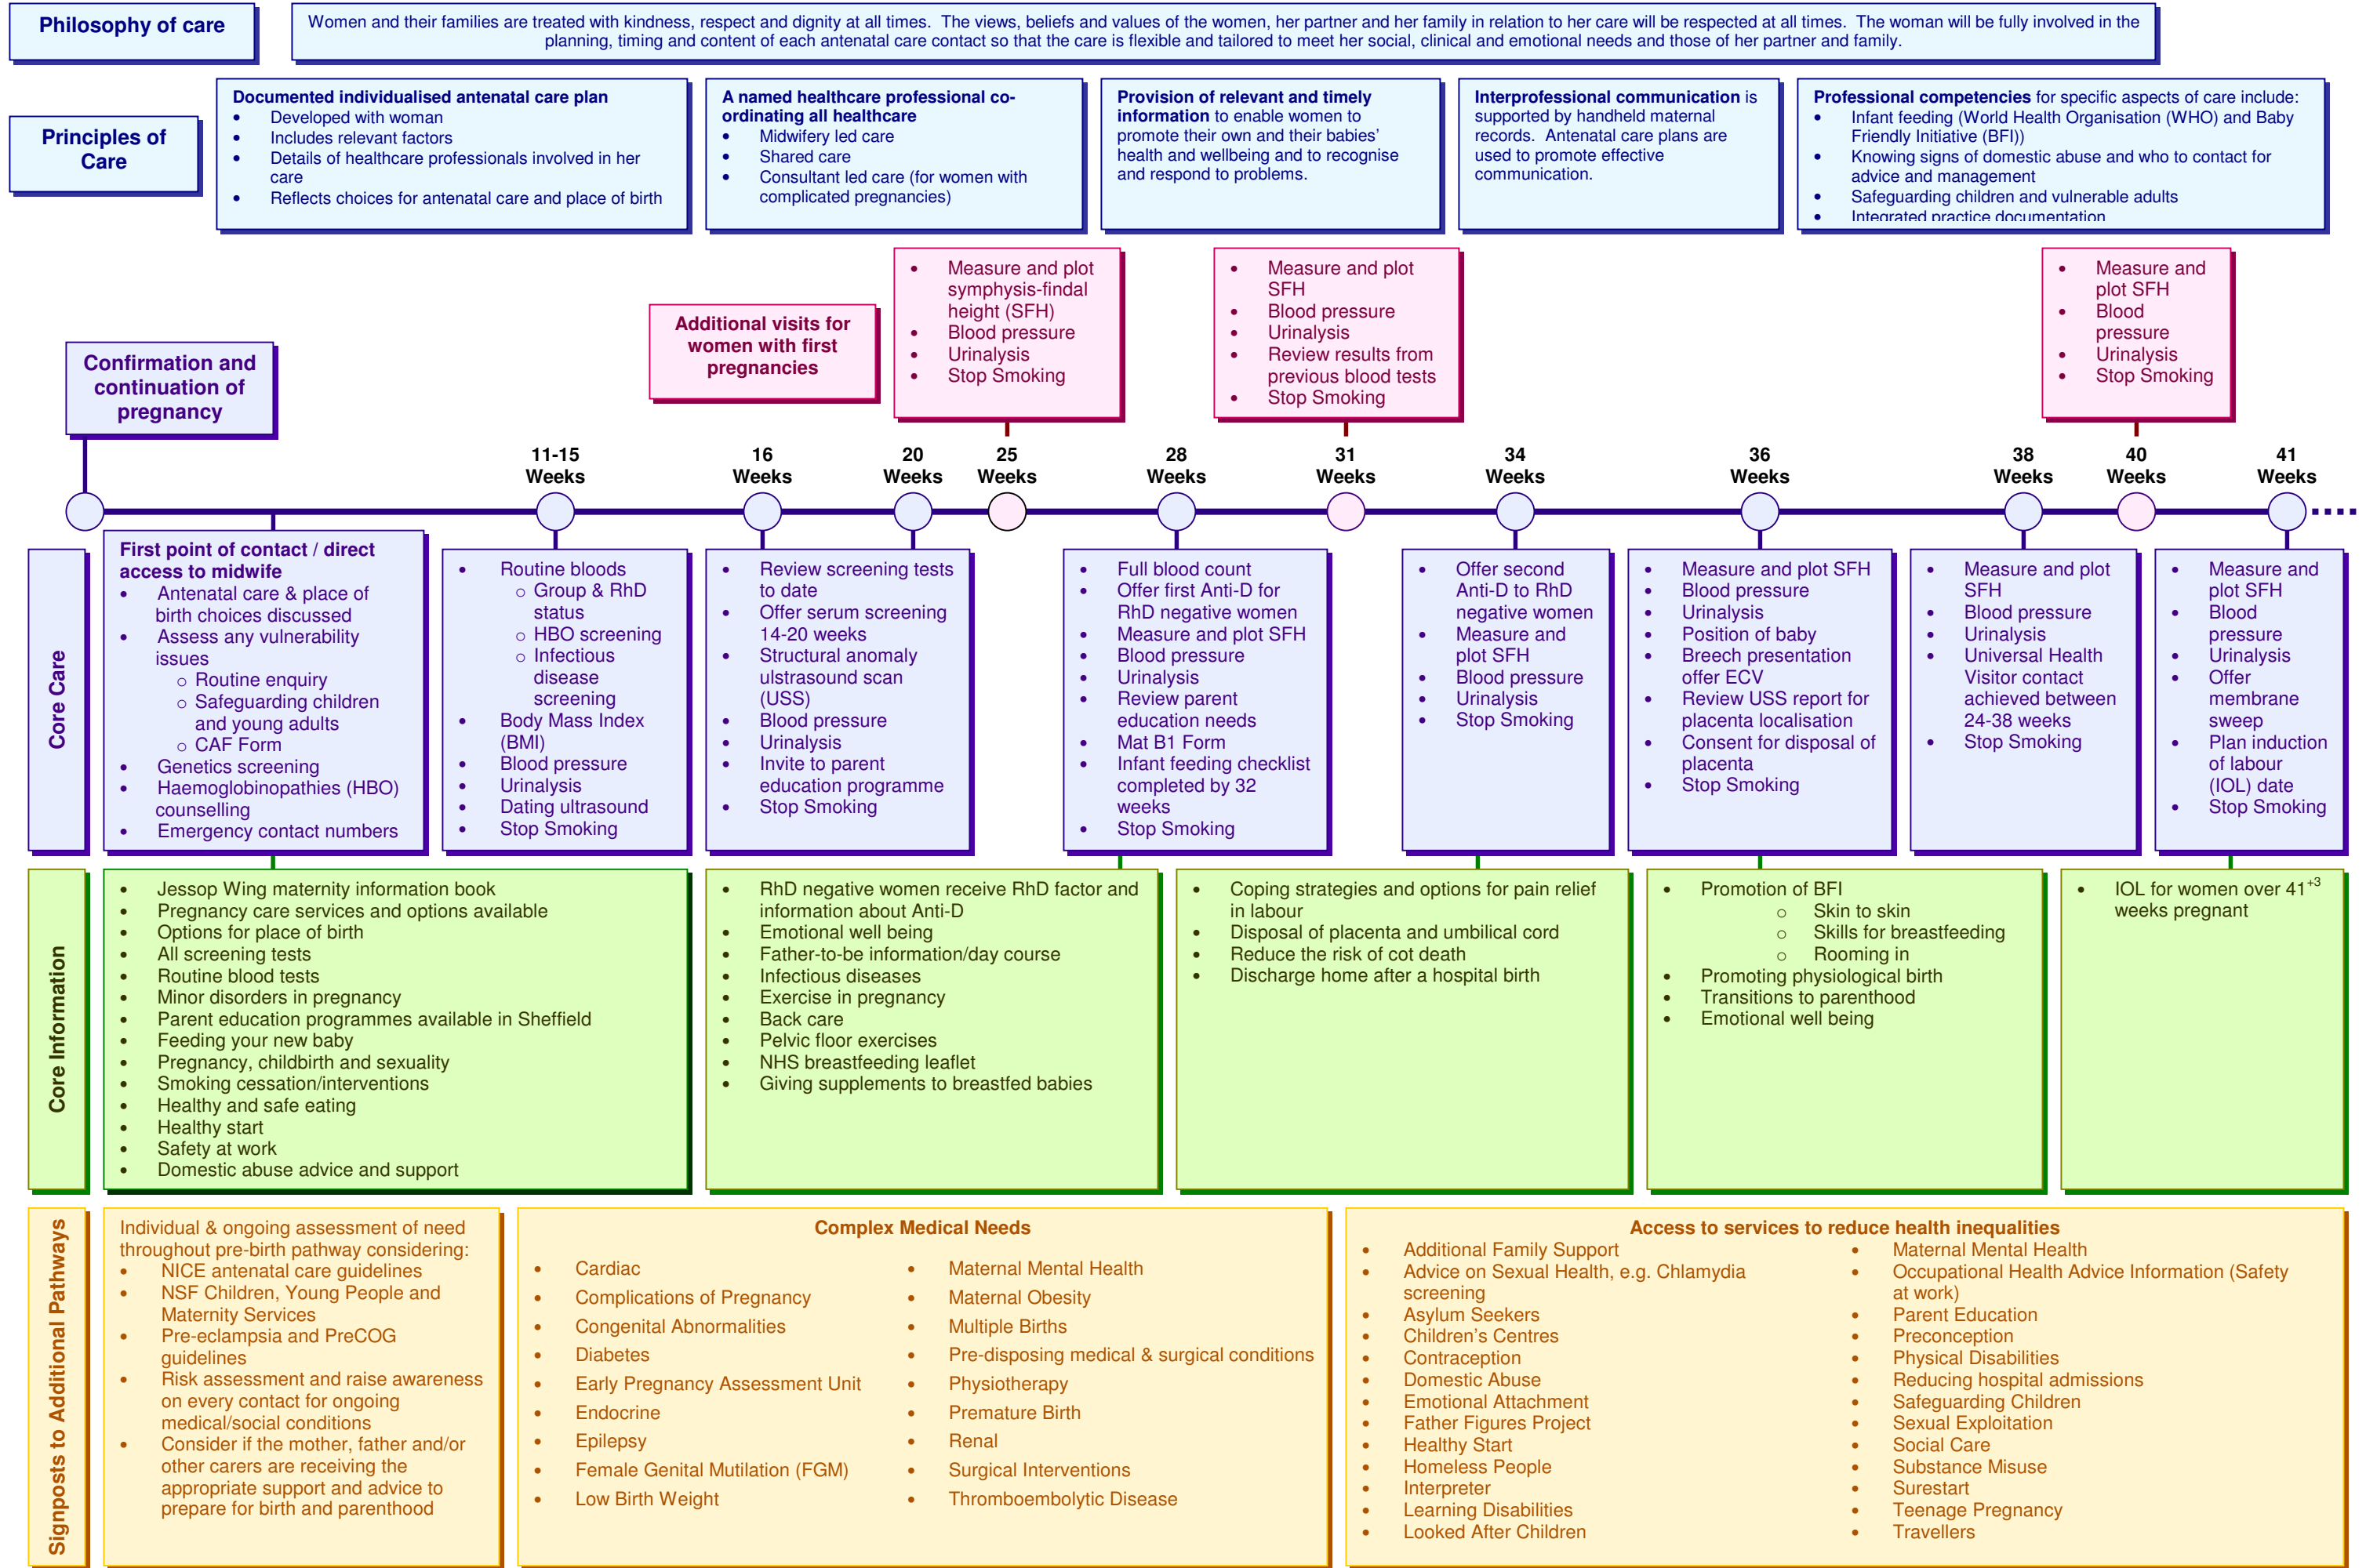 Philosophy of care
Women and their families are treated with kindness, respect and dignity at all times. The views, beliefs and values of the women, her partner and her family in relation to her care will be respected at all times. The woman will be fully involved in the
planning, timing and content of each antenatal care contact so that the care is flexible and tailored to meet her social, clinical and emotional needs and those of her partner and family.
Principles of
Care
Documented individualised antenatal care plan
• Developed with woman
• Includes relevant factors
• Details of healthcare professionals involved in her
care
• Reflects choices for antenatal care and place of birth
A named healthcare professional co-
ordinating all healthcare
• Midwifery led care
• Shared care
• Consultant led care (for women with
complicated pregnancies)
Provision of relevant and timely
information to enable women to
promote their own and their babies'
health and wellbeing and to recognise
and respond to problems.
Interprofessional communication is
supported by handheld maternal
records. Antenatal care plans are
used to promote effective
communication.
Professional competencies for specific aspects of care include:
• Infant feeding (World Health Organisation (WHO) and Baby
Friendly Initiative (BFI))
• Knowing signs of domestic abuse and who to contact for
advice and management
• Safeguarding children and vulnerable adults
• Integrated practice documentation
Additional visits for
women with first
pregnancies
• Measure and plot
symphysis-findal
height (SFH)
• Blood pressure
• Urinalysis
• Stop Smoking
• Measure and plot
SFH
• Blood pressure
• Urinalysis
• Review results from
previous blood tests
• Stop Smoking
• Measure and
plot SFH
• Blood
pressure
• Urinalysis
• Stop Smoking
Confirmation and
continuation of
pregnancy
11-15
Weeks
16
Weeks
20
Weeks
25
Weeks
28
Weeks
31
Weeks
34
Weeks
36
Weeks
38
Weeks
40
Weeks
41
Weeks
Core Care
First point of contact / direct
access to midwife
• Antenatal care & place of
birth choices discussed
• Assess any vulnerability
issues
o Routine enquiry
o Safeguarding children
and young adults
o CAF Form
• Genetics screening
• Haemoglobinopathies (HBO)
counselling
• Emergency contact numbers
• Routine bloods
o Group & RhD
status
o HBO screening
o Infectious
disease
screening
• Body Mass Index
(BMI)
• Blood pressure
• Urinalysis
• Dating ultrasound
• Stop Smoking
• Review screening tests
to date
• Offer serum screening
14-20 weeks
• Structural anomaly
ulstrasound scan
(USS)
• Blood pressure
• Urinalysis
• Invite to parent
education programme
• Stop Smoking
• Full blood count
• Offer first Anti-D for
RhD negative women
• Measure and plot SFH
• Blood pressure
• Urinalysis
• Review parent
education needs
• Mat B1 Form
• Infant feeding checklist
completed by 32
weeks
• Stop Smoking
• Offer second
Anti-D to RhD
negative women
• Measure and
plot SFH
• Blood pressure
• Urinalysis
• Stop Smoking
• Measure and plot SFH
• Blood pressure
• Urinalysis
• Position of baby
• Breech presentation
offer ECV
• Review USS report for
placenta localisation
• Consent for disposal of
placenta
• Stop Smoking
• Measure and plot
SFH
• Blood pressure
• Urinalysis
• Universal Health
Visitor contact
achieved between
24-38 weeks
• Stop Smoking
• Measure and
plot SFH
• Blood
pressure
• Urinalysis
• Offer
membrane
sweep
• Plan induction
of labour
(IOL) date
• Stop Smoking
Core Information
• Jessop Wing maternity information book
• Pregnancy care services and options available
• Options for place of birth
• All screening tests
• Routine blood tests
• Minor disorders in pregnancy
• Parent education programmes available in Sheffield
• Feeding your new baby
• Pregnancy, childbirth and sexuality
• Smoking cessation/interventions
• Healthy and safe eating
• Healthy start
• Safety at work
• Domestic abuse advice and support
• RhD negative women receive RhD factor and
information about Anti-D
• Emotional well being
• Father-to-be information/day course
• Infectious diseases
• Exercise in pregnancy
• Back care
• Pelvic floor exercises
• NHS breastfeeding leaflet
• Giving supplements to breastfed babies
• Coping strategies and options for pain relief
in labour
• Disposal of placenta and umbilical cord
• Reduce the risk of cot death
• Discharge home after a hospital birth
• Promotion of BFI
o Skin to skin
o Skills for breastfeeding
o Rooming in
• Promoting physiological birth
• Transitions to parenthood
• Emotional well being
• IOL for women over 41+3
weeks pregnant
Signposts to Additional Pathways
Individual & ongoing assessment of need
throughout pre-birth pathway considering:
• NICE antenatal care guidelines
• NSF Children, Young People and
Maternity Services
• Pre-eclampsia and PreCOG
guidelines
• Risk assessment and raise awareness
on every contact for ongoing
medical/social conditions
• Consider if the mother, father and/or
other carers are receiving the
appropriate support and advice to
prepare for birth and parenthood
Complex Medical Needs
• Cardiac
• Complications of Pregnancy
• Congenital Abnormalities
• Diabetes
• Early Pregnancy Assessment Unit
• Endocrine
• Epilepsy
• Female Genital Mutilation (FGM)
• Low Birth Weight
• Maternal Mental Health
• Maternal Obesity
• Multiple Births
• Pre-disposing medical & surgical conditions
• Physiotherapy
• Premature Birth
• Renal
• Surgical Interventions
• Thromboembolytic Disease
Access to services to reduce health inequalities
• Additional Family Support
• Advice on Sexual Health, e.g. Chlamydia
screening
• Asylum Seekers
• Children's Centres
• Contraception
• Domestic Abuse
• Emotional Attachment
• Father Figures Project
• Healthy Start
• Homeless People
• Interpreter
• Learning Disabilities
• Looked After Children
• Maternal Mental Health
• Occupational Health Advice Information (Safety
at work)
• Parent Education
• Preconception
• Physical Disabilities
• Reducing hospital admissions
• Safeguarding Children
• Sexual Exploitation
• Social Care
• Substance Misuse
• Surestart
• Teenage Pregnancy
• Travellers